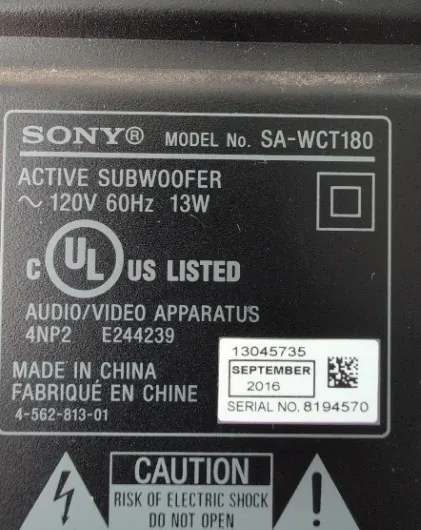 SONY® MODEL No. SA-WCT180
ACTIVE SUBWOOFER
~ 120V 60Hz 13W
C UL US LISTED
AUDIO/VIDEO APPARATUS
4NP2 E244239
MADE IN CHINA
FABRIQUÉ EN CHINE
4-562-813-01
13045735
SEPTEMBER
2016
SERIAL NO. 8194570
CAUTION
RISK OF ELECTRIC SHOCK
DO NOT OPEN